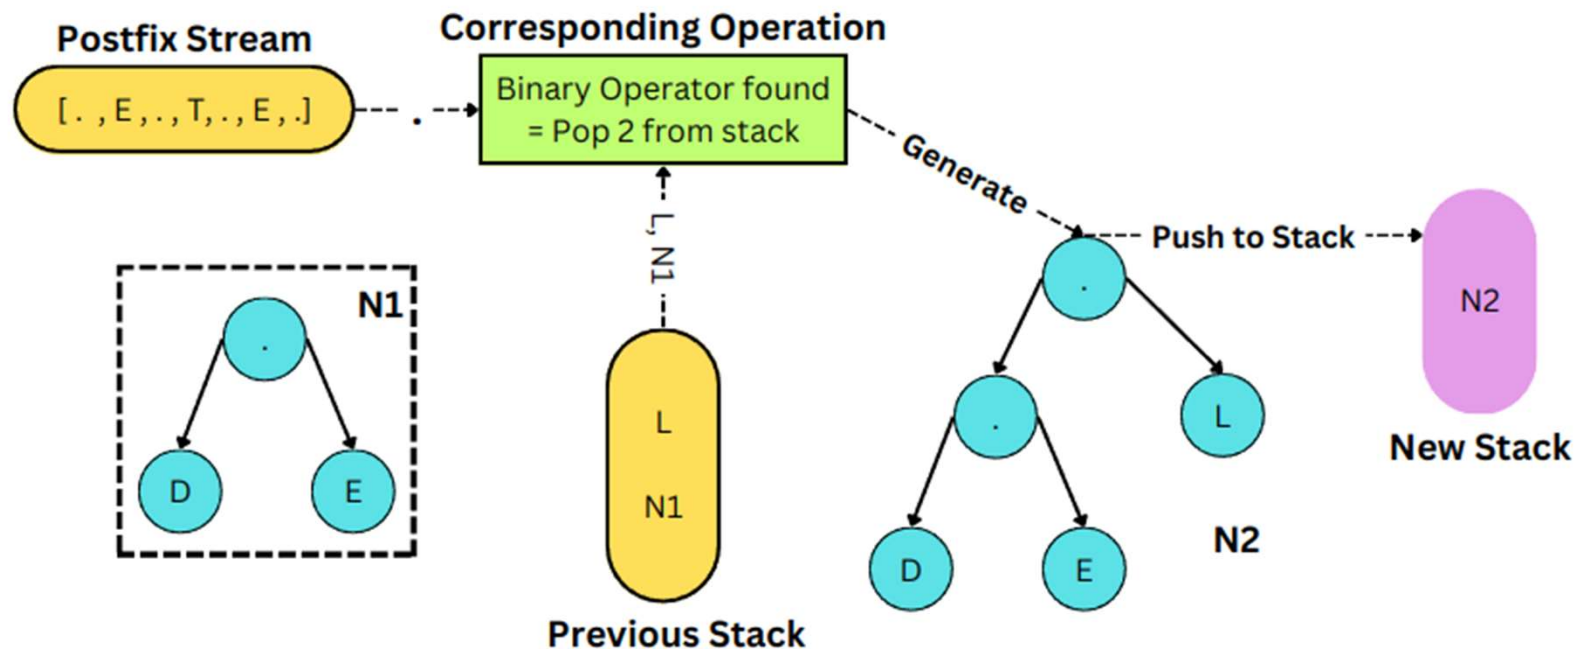 Postfix Stream
[ . , E , . , T, . , E , .]
.
Corresponding Operation
Binary Operator found
= Pop 2 from stack
Generate
Push to Stack
N2
New Stack
L, N1
L
N1
Previous Stack
N1
.
D
E
.
.
L
D
E
N2